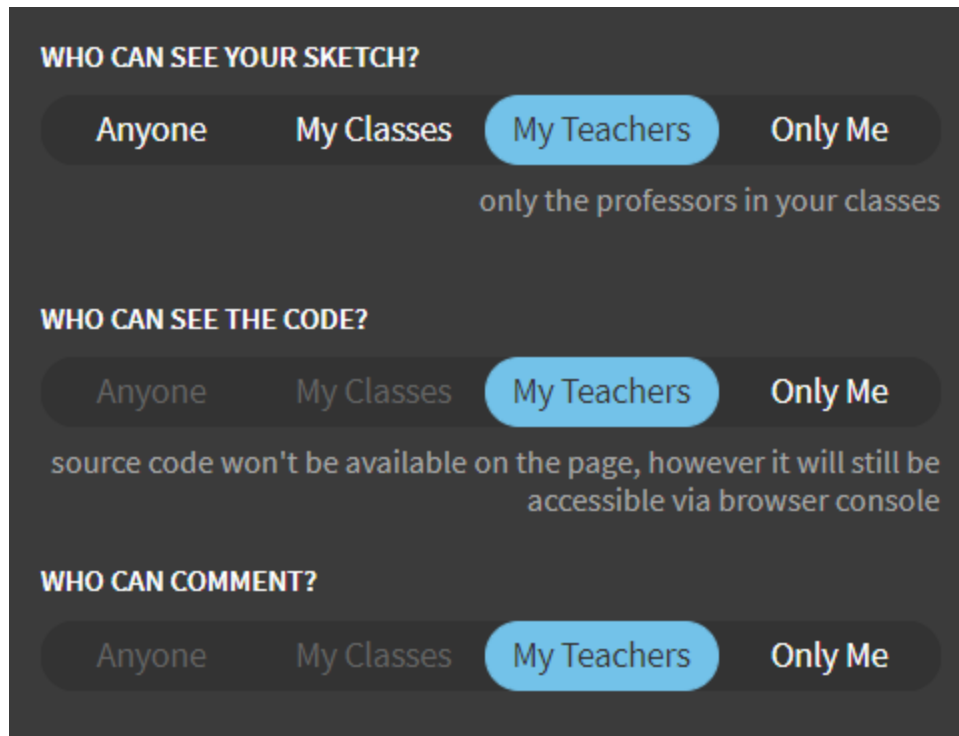 WHO CAN SEE YOUR SKETCH?
Anyone My Classes My Teachers Only Me
only the professors in your classes
WHO CAN SEE THE CODE?
Anyone My Classes My Teachers Only Me
source code won't be available on the page, however it will still be
accessible via browser console
WHO CAN COMMENT?
Anyone My Classes My Teachers Only Me